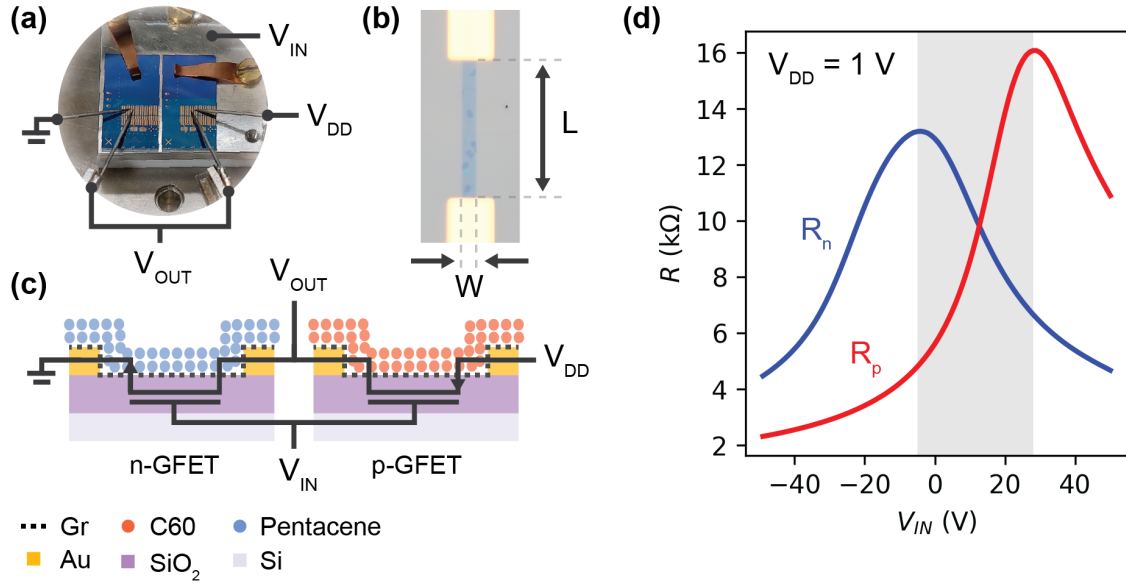 (a)
V_IN
V_DD
V_OUT
(b)
L
W
(c)
V_OUT
V_DD
n-GFET
V_IN
p-GFET
Gr
C60
Pentacene
Au
SiO₂
Si
(d)
V_DD = 1 V
R_n
R_p
R (kΩ)
16
14
12
10
8
6
4
2
−40
−20
0
20
40
V_IN (V)